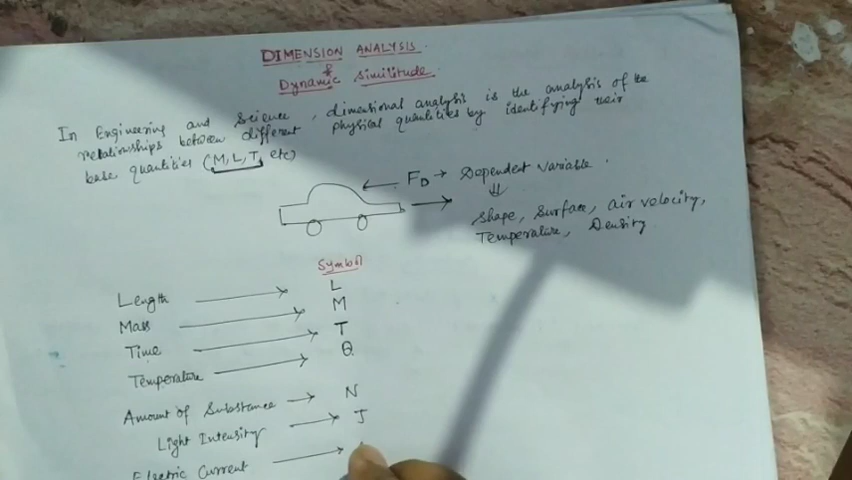 DIMENSION ANALYSIS
&
Dynamic Similitude
In Engineering and Science, dimensional analysis is the analysis of the
relationships between different physical quantities by identifying their
base quantities (M, L, T, etc)
F_D → Dependent Variable.
⇓
Shape, Surface, air velocity,
Temperature, Density
Symbol
Length → L
Mass → M
Time → T
Temperature → θ
Amount of Substance → N
Light Intensity → J
Electric Current →